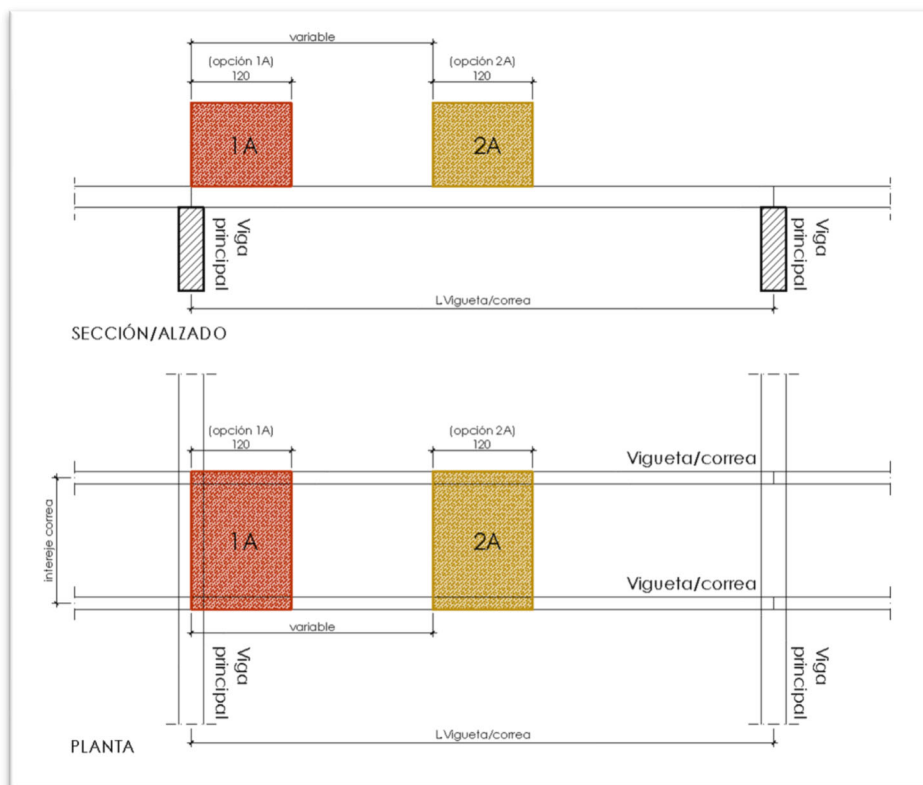 variable
(opción 1A)
120
(opción 2A)
120
1A
2A
Viga
principal
Viga
principal
L.Vigueta/correa
SECCIÓN/ALZADO
(opción 1A)
120
(opción 2A)
120
Vigueta/correa
intereje correa
1A
2A
Vigueta/correa
variable
Viga
principal
Viga
principal
L.Vigueta/correa
PLANTA